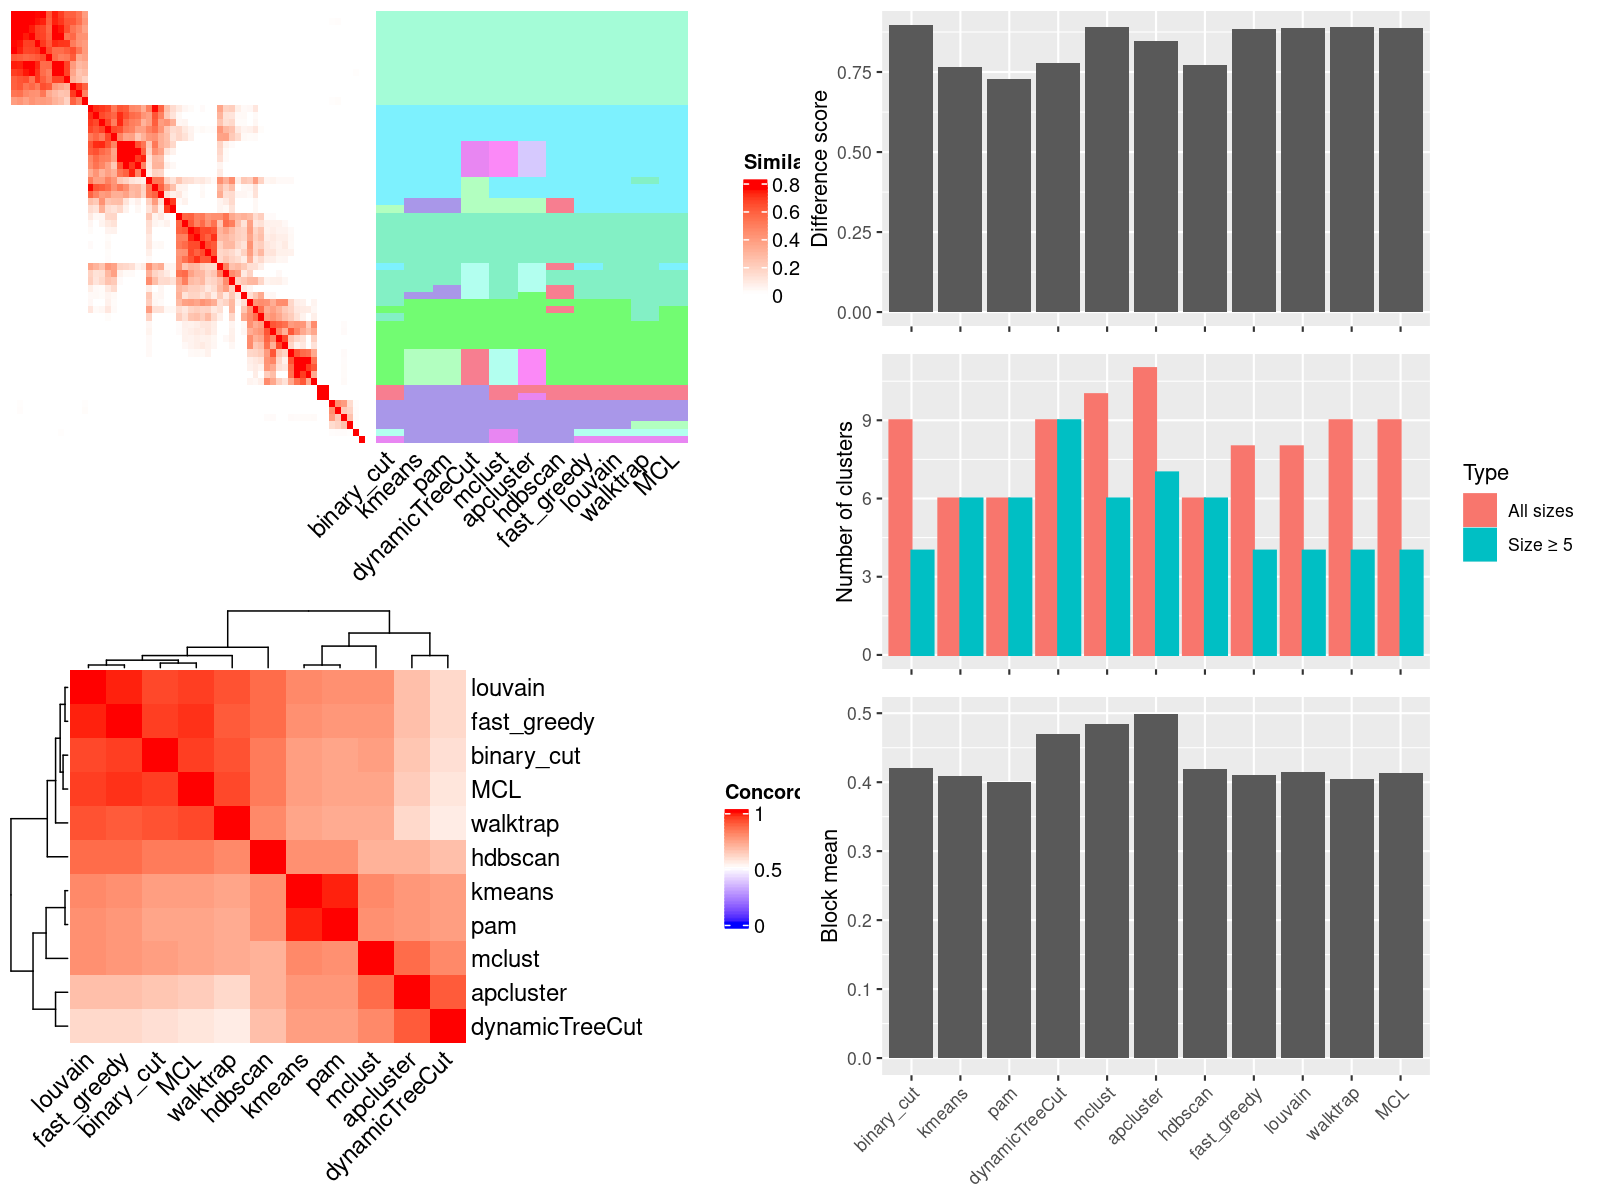 Simila
0.8
0.6
0.4
0.2
0
binary_cut
kmeans
pam
dynamicTreeCut
mclust
apcluster
hdbscan
fast_greedy
louvain
walktrap
MCL
louvain
fast_greedy
binary_cut
MCL
walktrap
hdbscan
kmeans
pam
mclust
apcluster
dynamicTreeCut
louvain
fast_greedy
binary_cut
MCL
walktrap
hdbscan
kmeans
pam
mclust
apcluster
dynamicTreeCut
Concord
1
0.5
0
Difference score
0.75
0.50
0.25
0.00
Number of clusters
9
6
3
0
Type
All sizes
Size ≥ 5
Block mean
0.5
0.4
0.3
0.2
0.1
0.0
binary_cut
kmeans
pam
dynamicTreeCut
mclust
apcluster
hdbscan
fast_greedy
louvain
walktrap
MCL